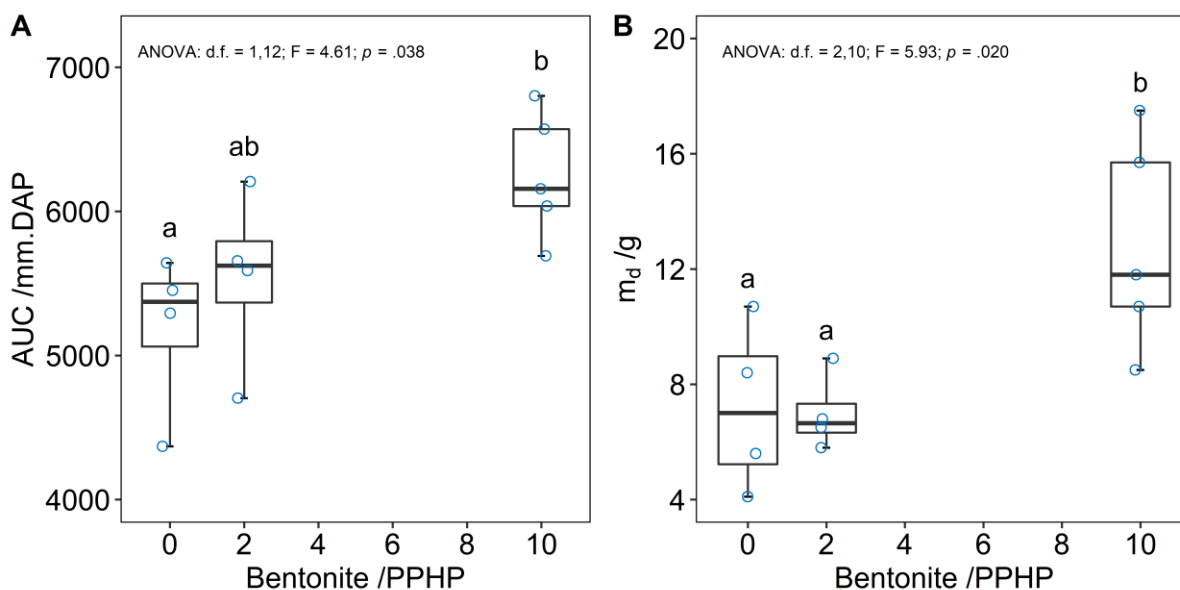 A
ANOVA: d.f. = 1,12; F = 4.61; p = .038
7000
6000
5000
4000
AUC /mm.DAP
a
ab
b
0 2 4 6 8 10
Bentonite /PPHP
B
ANOVA: d.f. = 2,10; F = 5.93; p = .020
20
16
12
8
4
m_d /g
a
a
b
0 2 4 6 8 10
Bentonite /PPHP